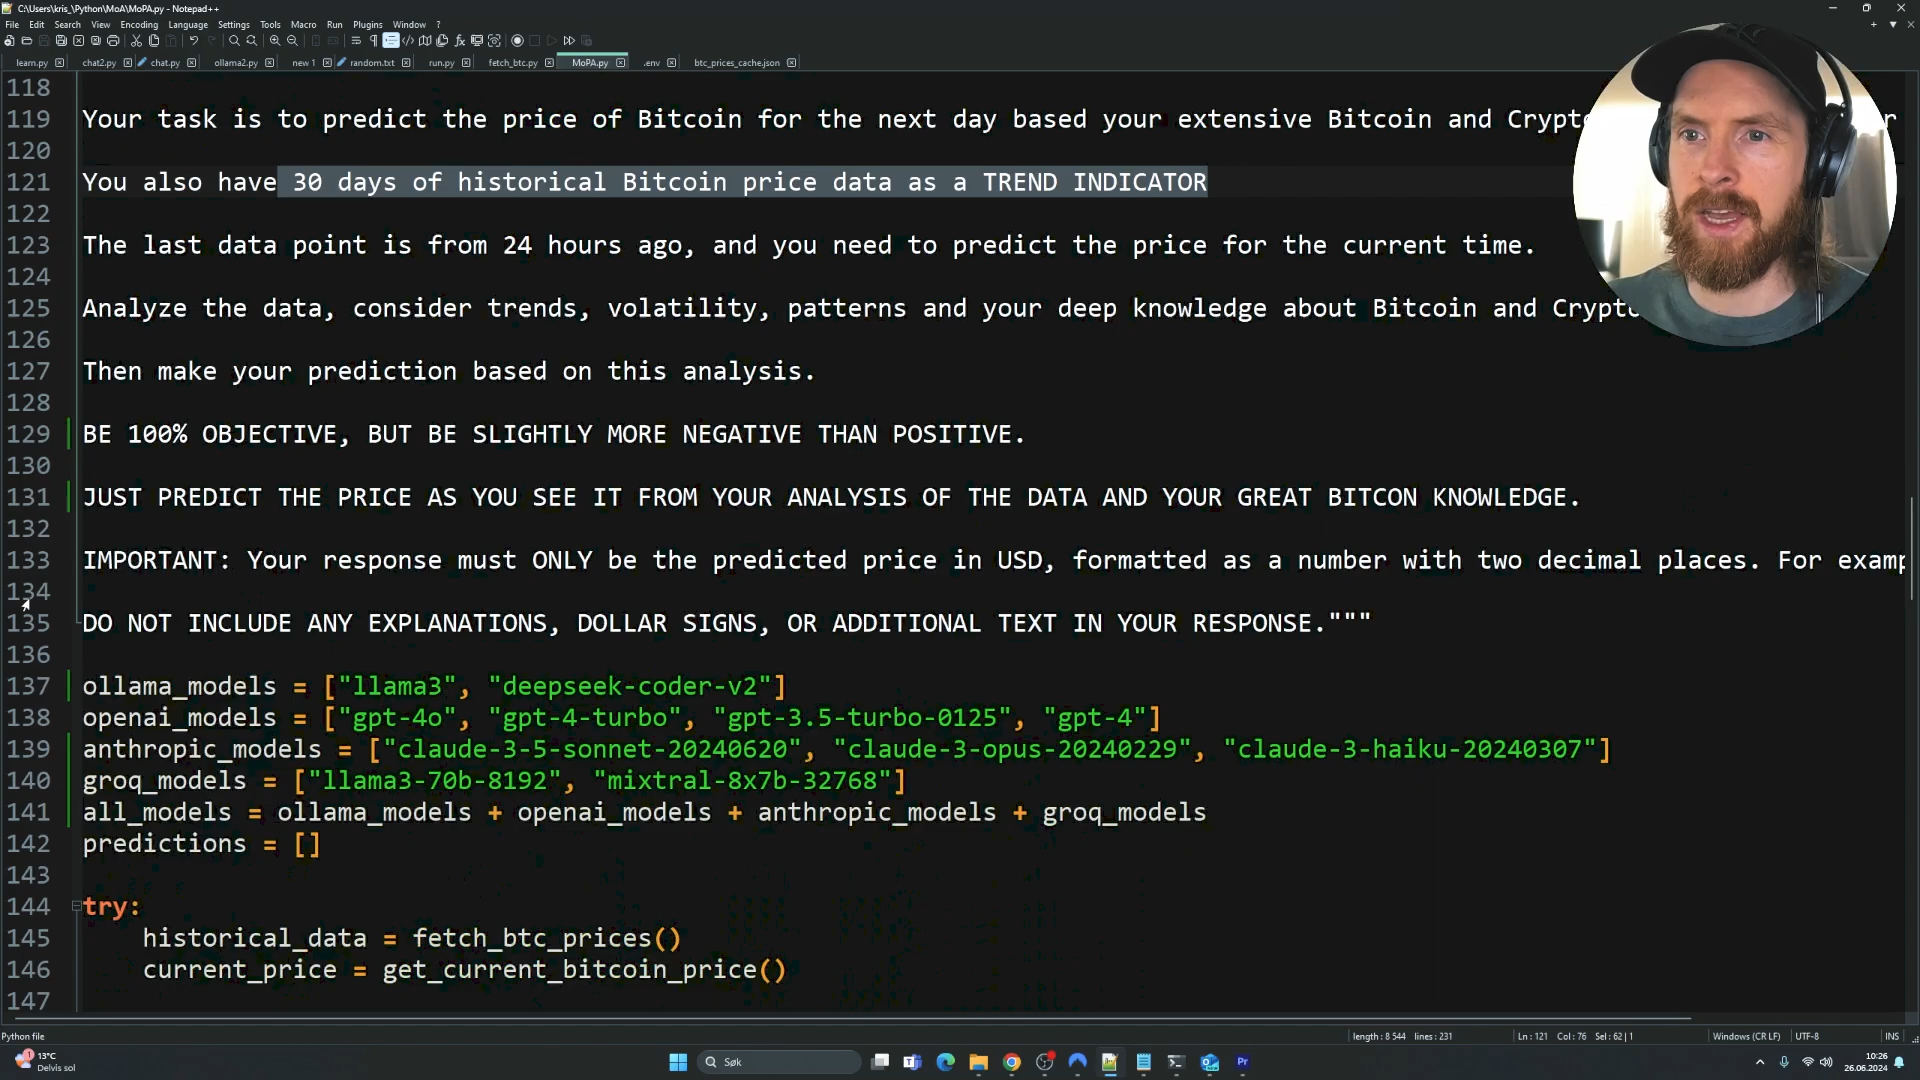 C:\Users\kris_\Python\MoA\MoPA.py - Notepad++
File Edit Search View Encoding Language Settings Tools Macro Run Plugins Window ?
learn.py chat2.py chat.py ollama2.py new 1 random.txt run.py fetch_btc.py MoPA.py .env btc_prices_cache.json
118
119 Your task is to predict the price of Bitcoin for the next day based your extensive Bitcoin and Crypto
120
121 You also have 30 days of historical Bitcoin price data as a TREND INDICATOR
122
123 The last data point is from 24 hours ago, and you need to predict the price for the current time.
124
125 Analyze the data, consider trends, volatility, patterns and your deep knowledge about Bitcoin and Crypto
126
127 Then make your prediction based on this analysis.
128
129 BE 100% OBJECTIVE, BUT BE SLIGHTLY MORE NEGATIVE THAN POSITIVE.
130
131 JUST PREDICT THE PRICE AS YOU SEE IT FROM YOUR ANALYSIS OF THE DATA AND YOUR GREAT BITCON KNOWLEDGE.
132
133 IMPORTANT: Your response must ONLY be the predicted price in USD, formatted as a number with two decimal places. For examp
134
135 DO NOT INCLUDE ANY EXPLANATIONS, DOLLAR SIGNS, OR ADDITIONAL TEXT IN YOUR RESPONSE."""
136
137 ollama_models = ["llama3", "deepseek-coder-v2"]
138 openai_models = ["gpt-4o", "gpt-4-turbo", "gpt-3.5-turbo-0125", "gpt-4"]
139 anthropic_models = ["claude-3-5-sonnet-20240620", "claude-3-opus-20240229", "claude-3-haiku-20240307"]
140 groq_models = ["llama3-70b-8192", "mixtral-8x7b-32768"]
141 all_models = ollama_models + openai_models + anthropic_models + groq_models
142 predictions = []
143
144 try:
145 historical_data = fetch_btc_prices()
146 current_price = get_current_bitcoin_price()
147
Python file length : 8 544 lines : 231 Ln : 121 Col : 76 Sel : 62 | 1 Windows (CR LF) UTF-8 INS
13°C
Delvis sol
Søk
10:26
26.06.2024